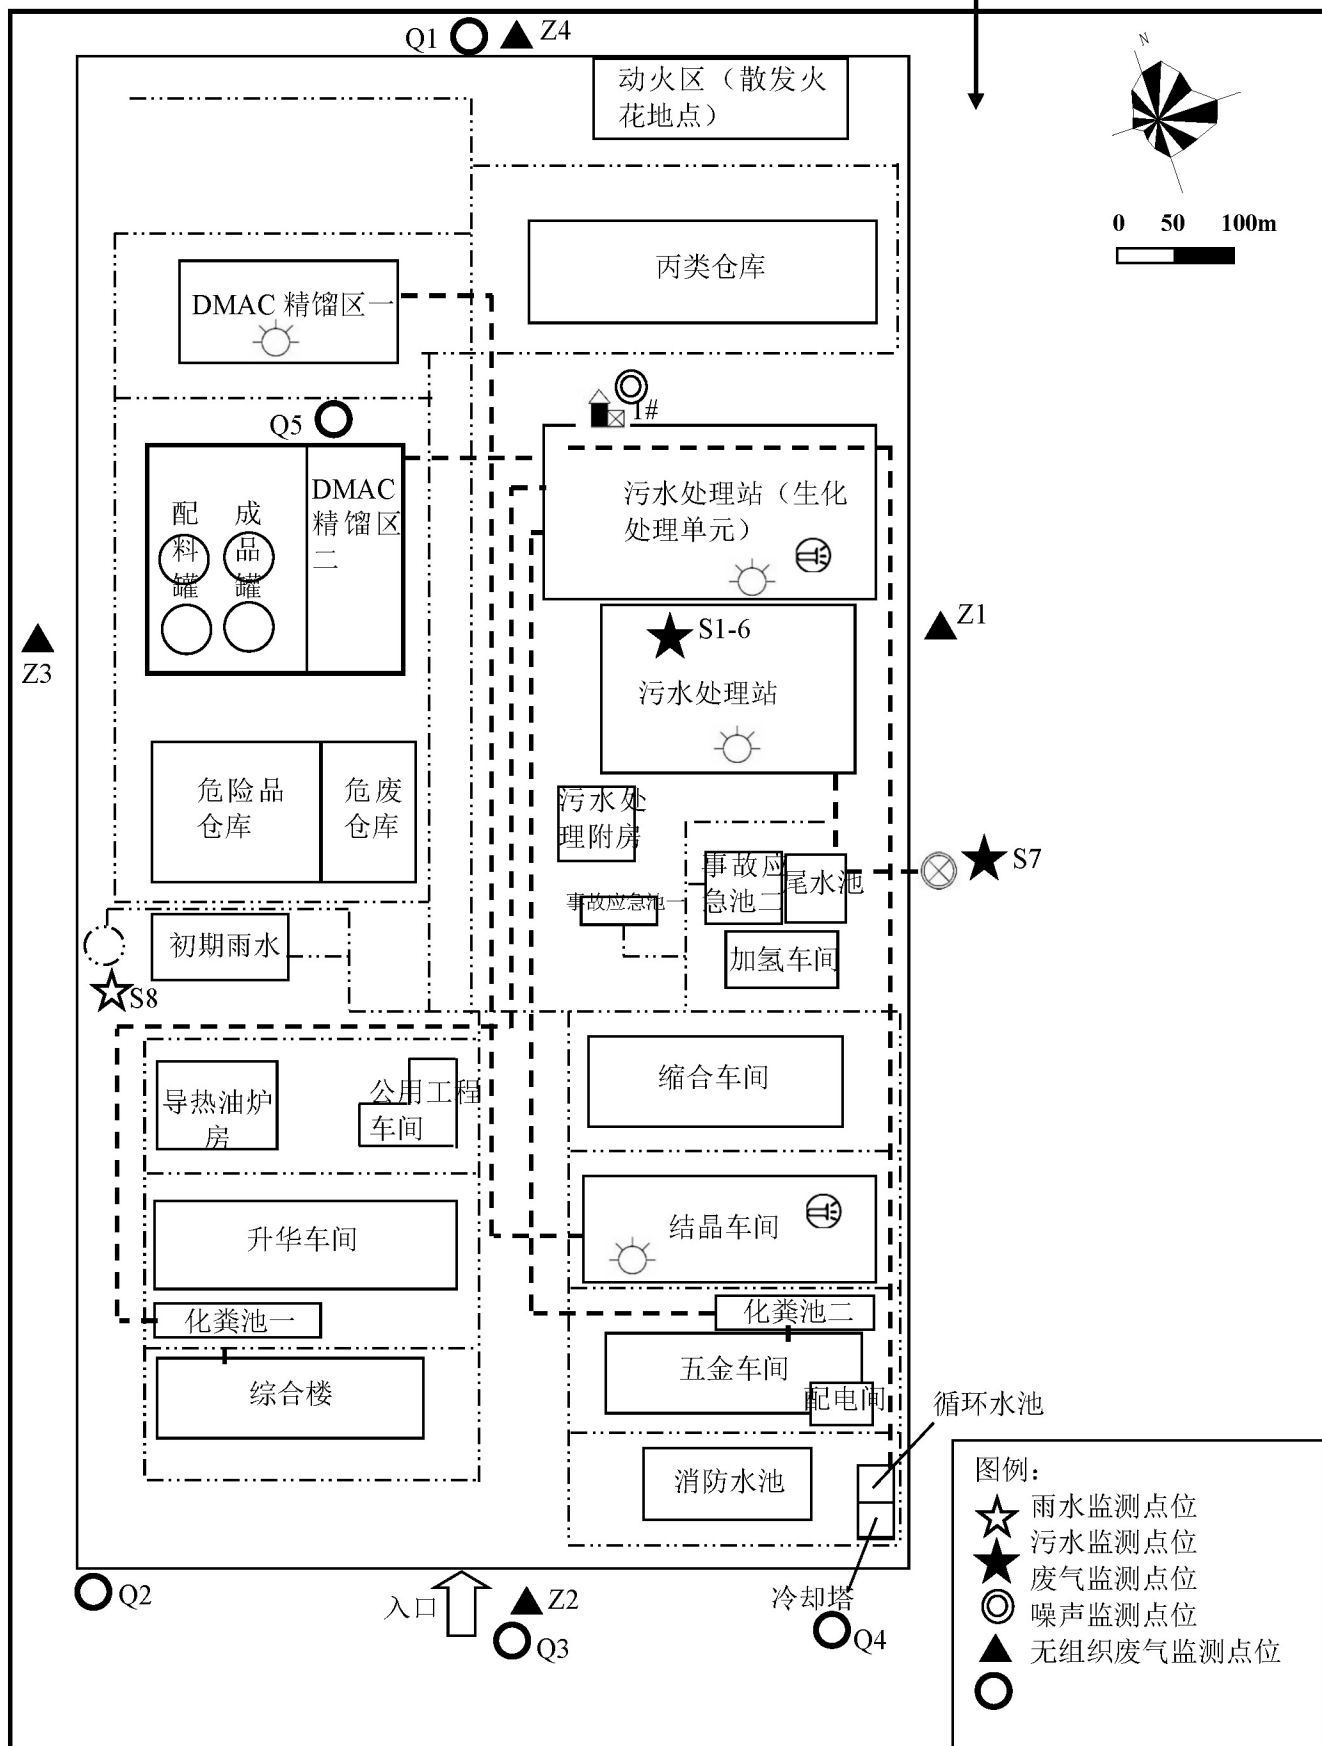 Q1
Z4
N
动火区（散发火
花地点）
0 50 100m
丙类仓库
DMAC 精馏区一
1#
Q5
DMAC
精馏区
二
配
料
罐
成
品
罐
污水处理站（生化
处理单元）
S1-6
Z1
Z3
污水处理站
危险品
仓库
危废
仓库
污水处
理附房
事故应
急池二
尾水池
S7
事故应急池一
初期雨水
加氢车间
S8
缩合车间
导热油炉
房
公用工程
车间
结晶车间
升华车间
化粪池一
化粪池二
五金车间
综合楼
配电间
循环水池
消防水池
图例：
雨水监测点位
污水监测点位
废气监测点位
噪声监测点位
无组织废气监测点位
Q2
入口
Z2
Q3
冷却塔
Q4